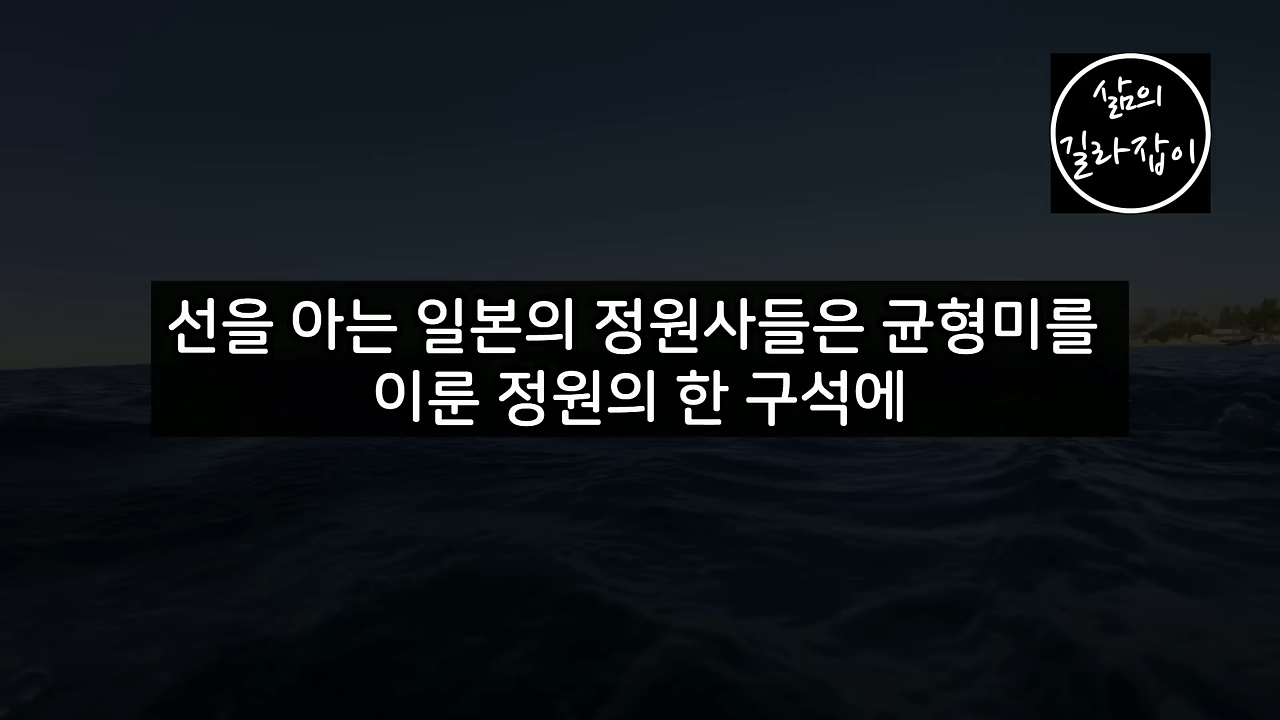 삶의
길라잡이
선을 아는 일본의 정원사들은 균형미를
이룬 정원의 한 구석에